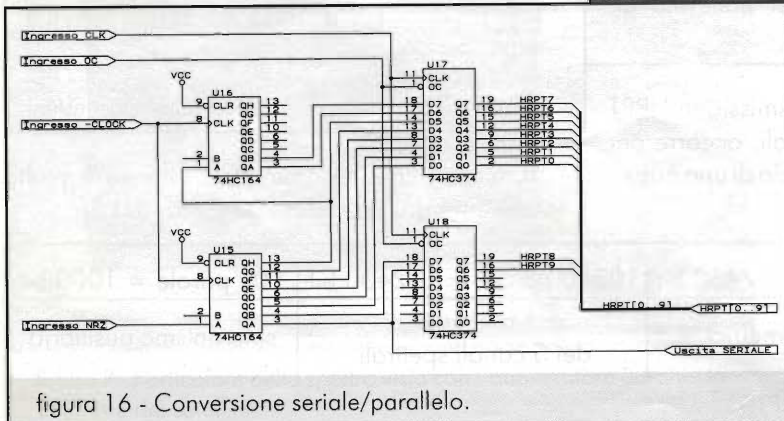 Ingresso CLK
Ingresso OC
Ingresso -CLOCK
Ingresso NRZ
VCC
U16
9 CLR QH 13
QG 12
8 CLK QF 11
QE 10
QD 6
QC 5
2 B QB 4
1 A QA 3
74HC164
VCC
U15
9 CLR QH 13
QG 12
8 CLK QF 11
QE 10
QD 6
QC 5
2 B QB 4
1 A QA 3
74HC164
U17
11 CLK
1 OC
18 D7 Q7 19 HRPT7
17 D6 Q6 16 HRPT6
14 D5 Q5 15 HRPT5
13 D4 Q4 12 HRPT4
8 D3 Q3 9 HRPT3
7 D2 Q2 6 HRPT2
4 D1 Q1 5 HRPT1
3 D0 Q0 2 HRPT0
74HC374
U18
11 CLK
1 OC
18 D7 Q7 19 HRPT8
17 D6 Q6 16 HRPT9
14 D5 Q5 15
13 D4 Q4 12
8 D3 Q3 9
7 D2 Q2 6
4 D1 Q1 5
3 D0 Q0 2
74HC374
HRPT[0..9] HRPT[0..9]
Uscita SERIALE
figura 16 - Conversione seriale/parallelo.